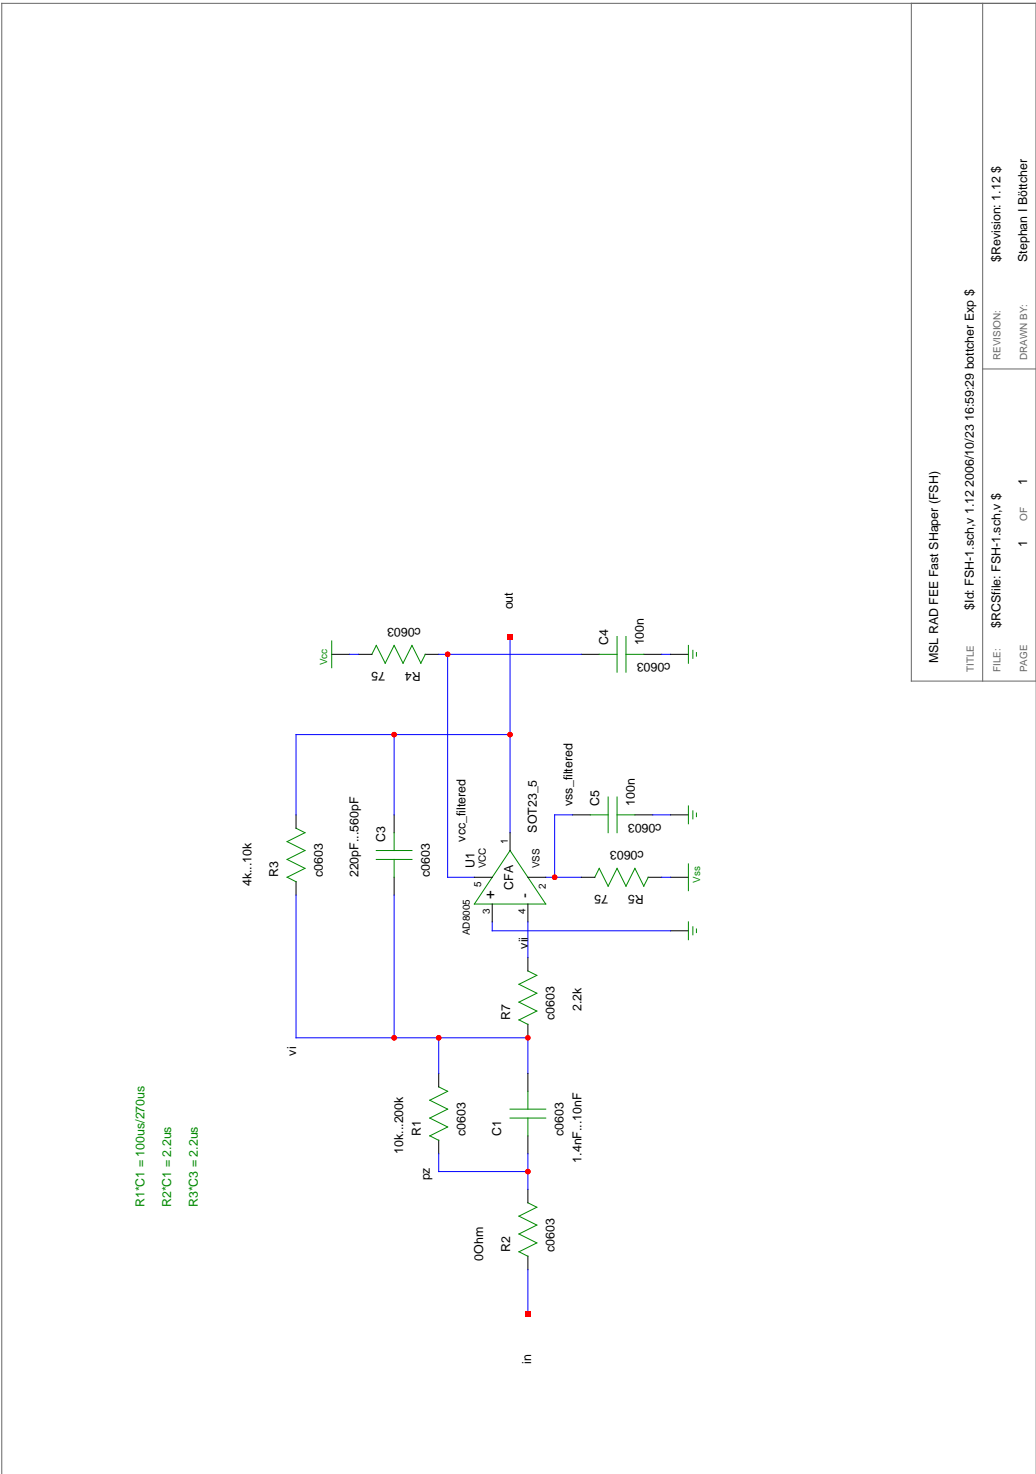 R1*C1 = 100us/270us
R2*C1 = 2.2us
R3*C3 = 2.2us
4k...10k
R3
c0603
vi
220pF...560pF
C3
c0603
10k...200k
R1
c0603
pz
C1
c0603
1.4nF...10nF
0Ohm
R2
c0603
in
R7
c0603
2.2k
vii
AD8005
U1
VCC
CFA
+
-
VSS
3
4
5
2
1
SOT23_5
vcc_filtered
vss_filtered
Vcc
75
R4
c0603
out
C4
100n
c0603
C5
100n
c0603
75
R5
c0603
Vss
MSL RAD FEE Fast SHaper (FSH)
TITLE $Id: FSH-1.sch,v 1.12 2006/10/23 16:59:29 bottcher Exp $
FILE: $RCSfile: FSH-1.sch,v $ REVISION: $Revision: 1.12 $
PAGE 1 OF 1 DRAWN BY: Stephan I Böttcher